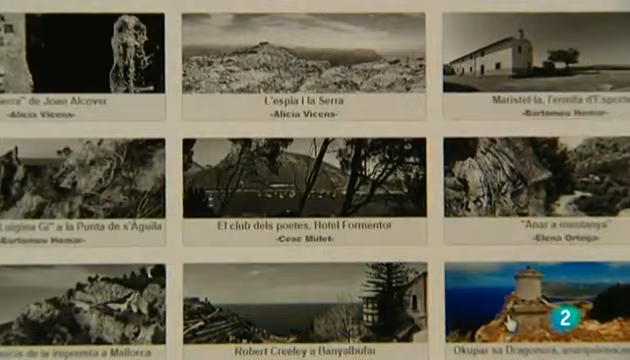 erra" de Joan Alcover
-Alicia Vicens-
L'espia i la Serra
-Alicia Vicens-
Maristel·la, l'ermita d'Esporl
-Bartomeu Homar-
"Luigina Gi" a la Punta de s'Àguila
-Bartomeu Homar-
El club dels poetes, Hotel Formentor
-Cesc Mulet-
"Anar a muntanya"
-Elena Ortega-
de la impremta a Mallorca
Robert Creeley a Banyalbufar
Okupar sa Dragonera,
2